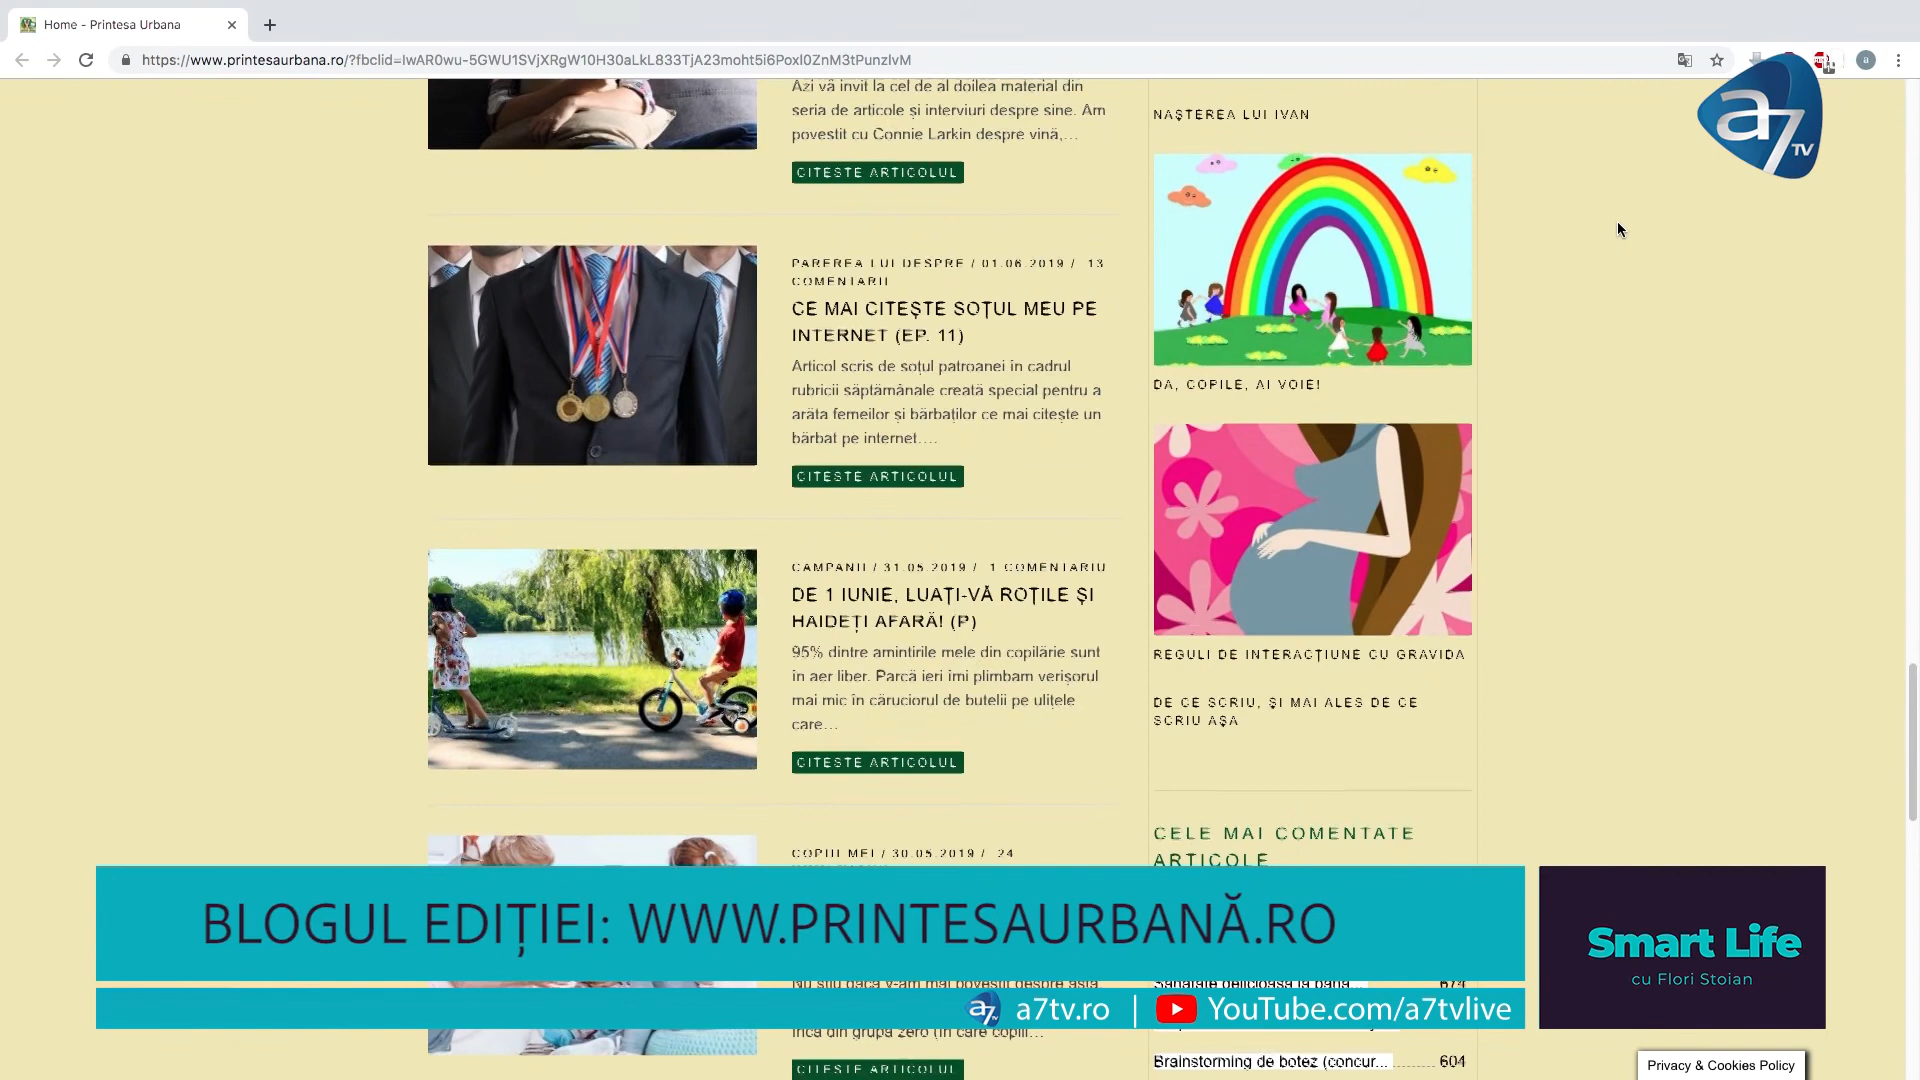 Home - Printesa Urbana
https://www.printesaurbana.ro/?fbclid=IwAR0wu-5GWU1SVjXRgW10H30aLkL833TjA23moht5i6Poxl0ZnM3tPunzIvM
a
a7
TV
Azi vă invit la cel de al doilea material din
seria de articole și interviuri despre sine. Am
povestit cu Connie Larkin despre vină,…
CITESTE ARTICOLUL
PAREREA LUI DESPRE / 01.06.2019 / 13
COMENTARII
CE MAI CITEȘTE SOȚUL MEU PE
INTERNET (EP. 11)
Articol scris de soțul patroanei în cadrul
rubricii săptămânale creată special pentru a
arăta femeilor și bărbaților ce mai citește un
bărbat pe internet.…
CITESTE ARTICOLUL
CAMPANII / 31.05.2019 / 1 COMENTARIU
DE 1 IUNIE, LUAȚI-VĂ ROȚILE ȘI
HAIDEȚI AFARĂ! (P)
95% dintre amintirile mele din copilărie sunt
în aer liber. Parcă ieri îmi plimbam verișorul
mai mic în căruciorul de butelii pe ulițele
care…
CITESTE ARTICOLUL
COPIII MEI / 30.05.2019 / 24
Nu știu dacă v-am mai povestit despre asta
încă din grupa zero (în care copiii…
CITESTE ARTICOLUL
NAȘTEREA LUI IVAN
DA, COPILE, AI VOIE!
REGULI DE INTERACȚIUNE CU GRAVIDA
DE CE SCRIU, ȘI MAI ALES DE CE
SCRIU AȘA
CELE MAI COMENTATE
ARTICOLE
Sănătate delicioasă la pană... 674
Brainstorming de botez (concur... 604
BLOGUL EDIȚIEI: WWW.PRINTESAURBANĂ.RO
a7 a7tv.ro | YouTube.com/a7tvlive
Smart Life
cu Flori Stoian
Privacy & Cookies Policy